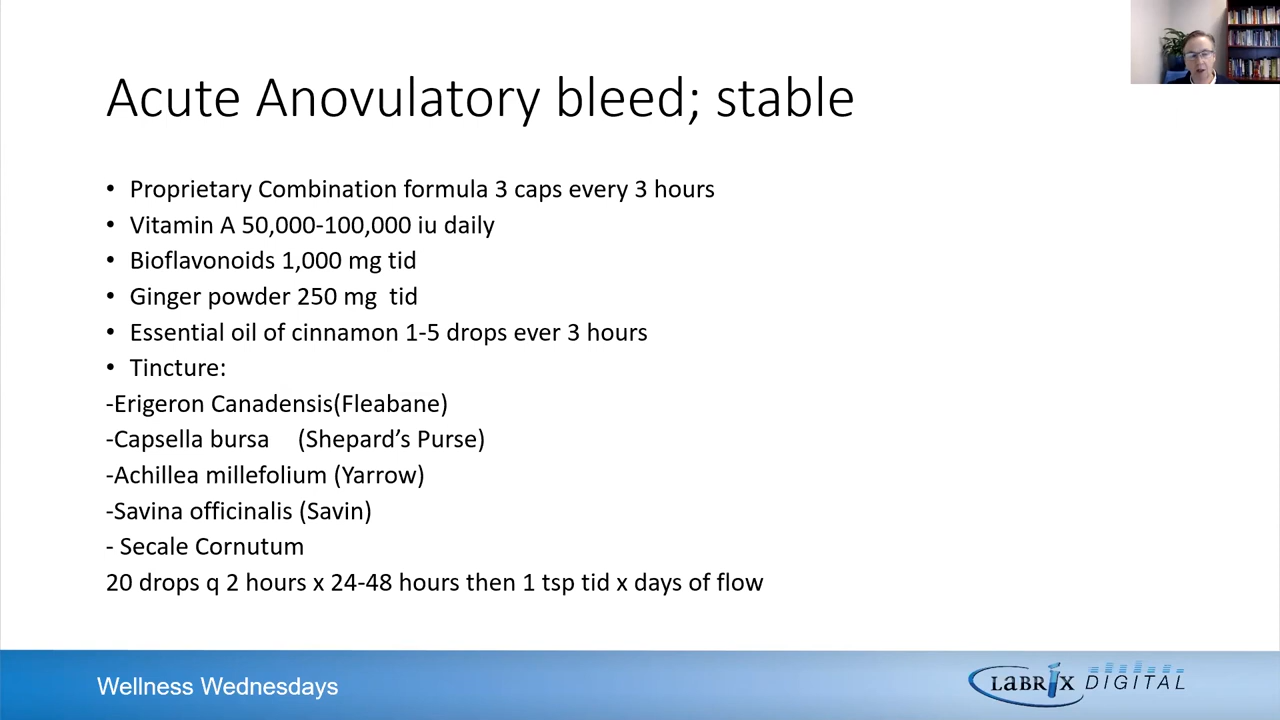 Acute Anovulatory bleed; stable
• Proprietary Combination formula 3 caps every 3 hours
• Vitamin A 50,000-100,000 iu daily
• Bioflavonoids 1,000 mg tid
• Ginger powder 250 mg  tid
• Essential oil of cinnamon 1-5 drops ever 3 hours
• Tincture:
-Erigeron Canadensis(Fleabane)
-Capsella bursa    (Shepard’s Purse)
-Achillea millefolium (Yarrow)
-Savina officinalis (Savin)
- Secale Cornutum
20 drops q 2 hours x 24-48 hours then 1 tsp tid x days of flow
Wellness Wednesdays
LABRIX DIGITAL